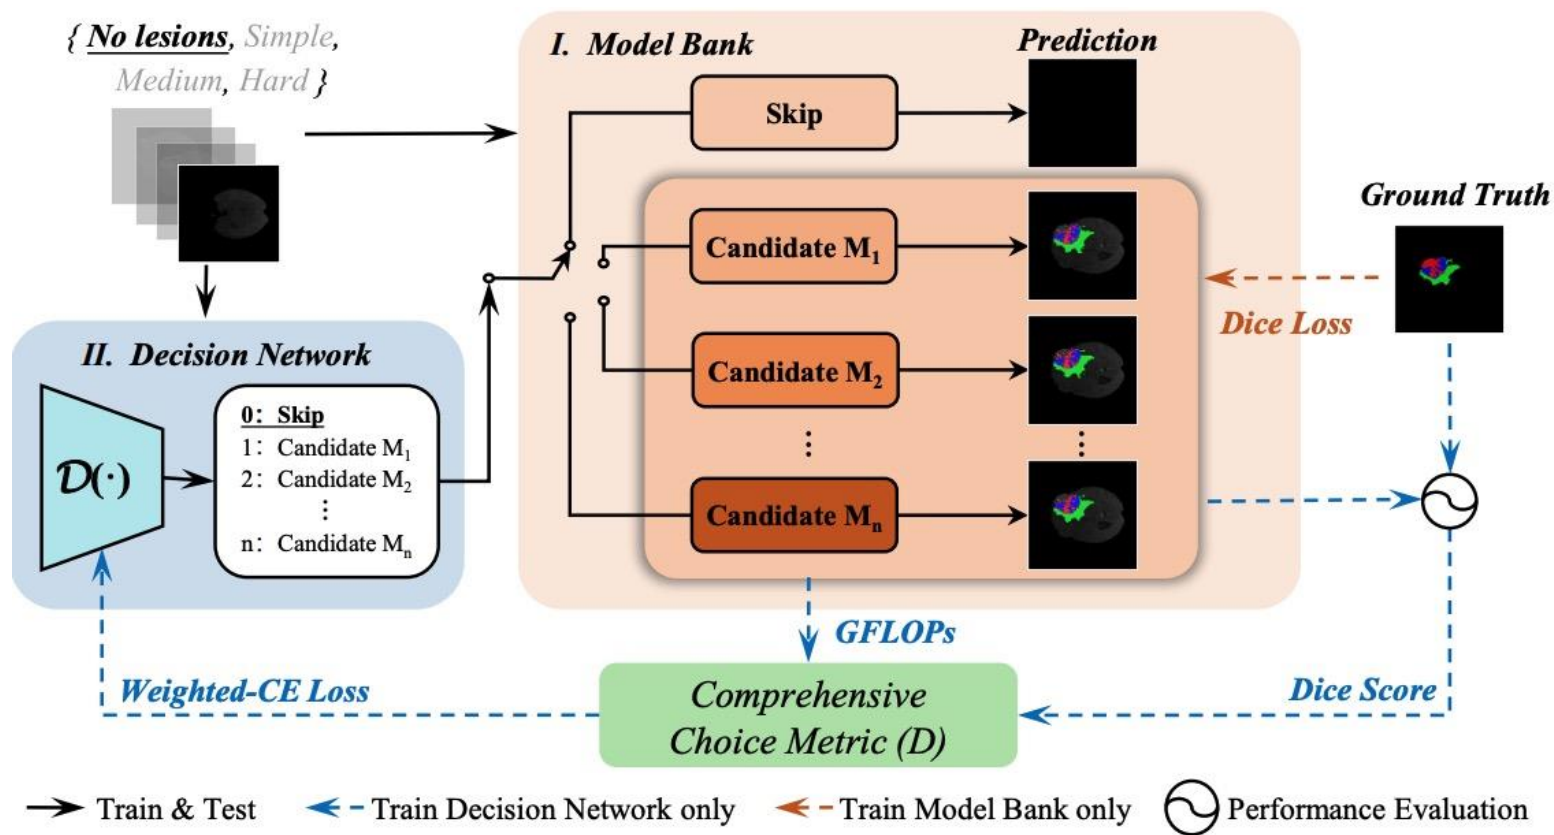 { No lesions, Simple,
Medium, Hard }
I. Model Bank
Prediction
Skip
Candidate M1
Candidate M2
⋮
⋮
Candidate Mn
Ground Truth
Dice Loss
II. Decision Network
D(·)
0: Skip
1: Candidate M1
2: Candidate M2
⋮
n: Candidate Mn
GFLOPs
Weighted-CE Loss
Comprehensive
Choice Metric (D)
Dice Score
Train & Test
Train Decision Network only
Train Model Bank only
Performance Evaluation